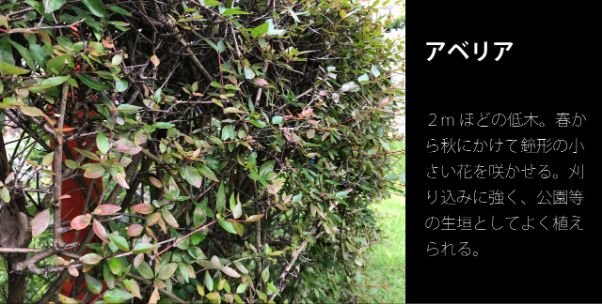 アベリア
２ｍほどの低木。春か
ら秋にかけて鐘形の小
さい花を咲かせる。刈
り込みに強く、公園等
の生垣としてよく植え
られる。